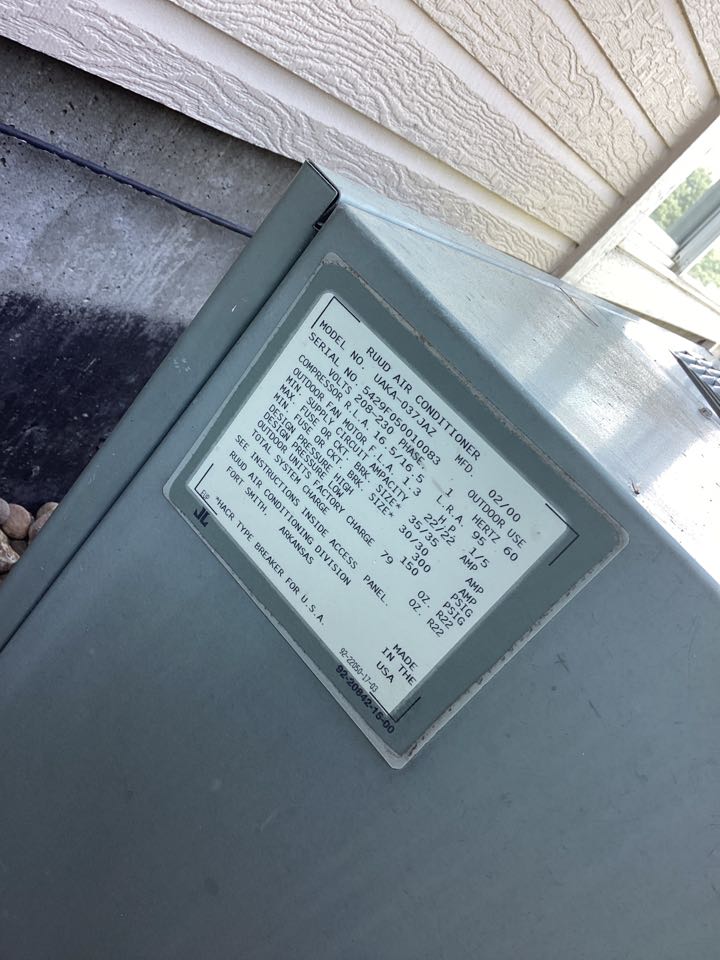 RUUD AIR CONDITIONER
MODEL NO. UAKA-037JAZ MFD. 02/00
SERIAL NO. 5429F050010083 OUTDOOR USE
VOLTS 208-230 PHASE 1 HERTZ 60
COMPRESSOR R.L.A. 16.5/16.5 L.R.A. 95
OUTDOOR FAN MOTOR F.L.A. 1.3 H.P. 1/5
MIN. SUPPLY CIRCUIT AMPACITY 22/22 AMP
MAX. FUSE OR CKT. BRK. SIZE* 35/35 AMP
MIN. FUSE OR CKT. BRK. SIZE* 30/30 AMP
DESIGN PRESSURE HIGH 300 PSIG
DESIGN PRESSURE LOW 150 PSIG
OUTDOOR UNITS FACTORY CHARGE 79 OZ. R22
TOTAL SYSTEM CHARGE OZ. R22
SEE INSTRUCTIONS INSIDE ACCESS PANEL.
RUUD AIR CONDITIONING DIVISION
FORT SMITH, ARKANSAS
MADE IN THE USA
*HACR TYPE BREAKER FOR U.S.A.
92-22050-17-03
92-20842-15-00